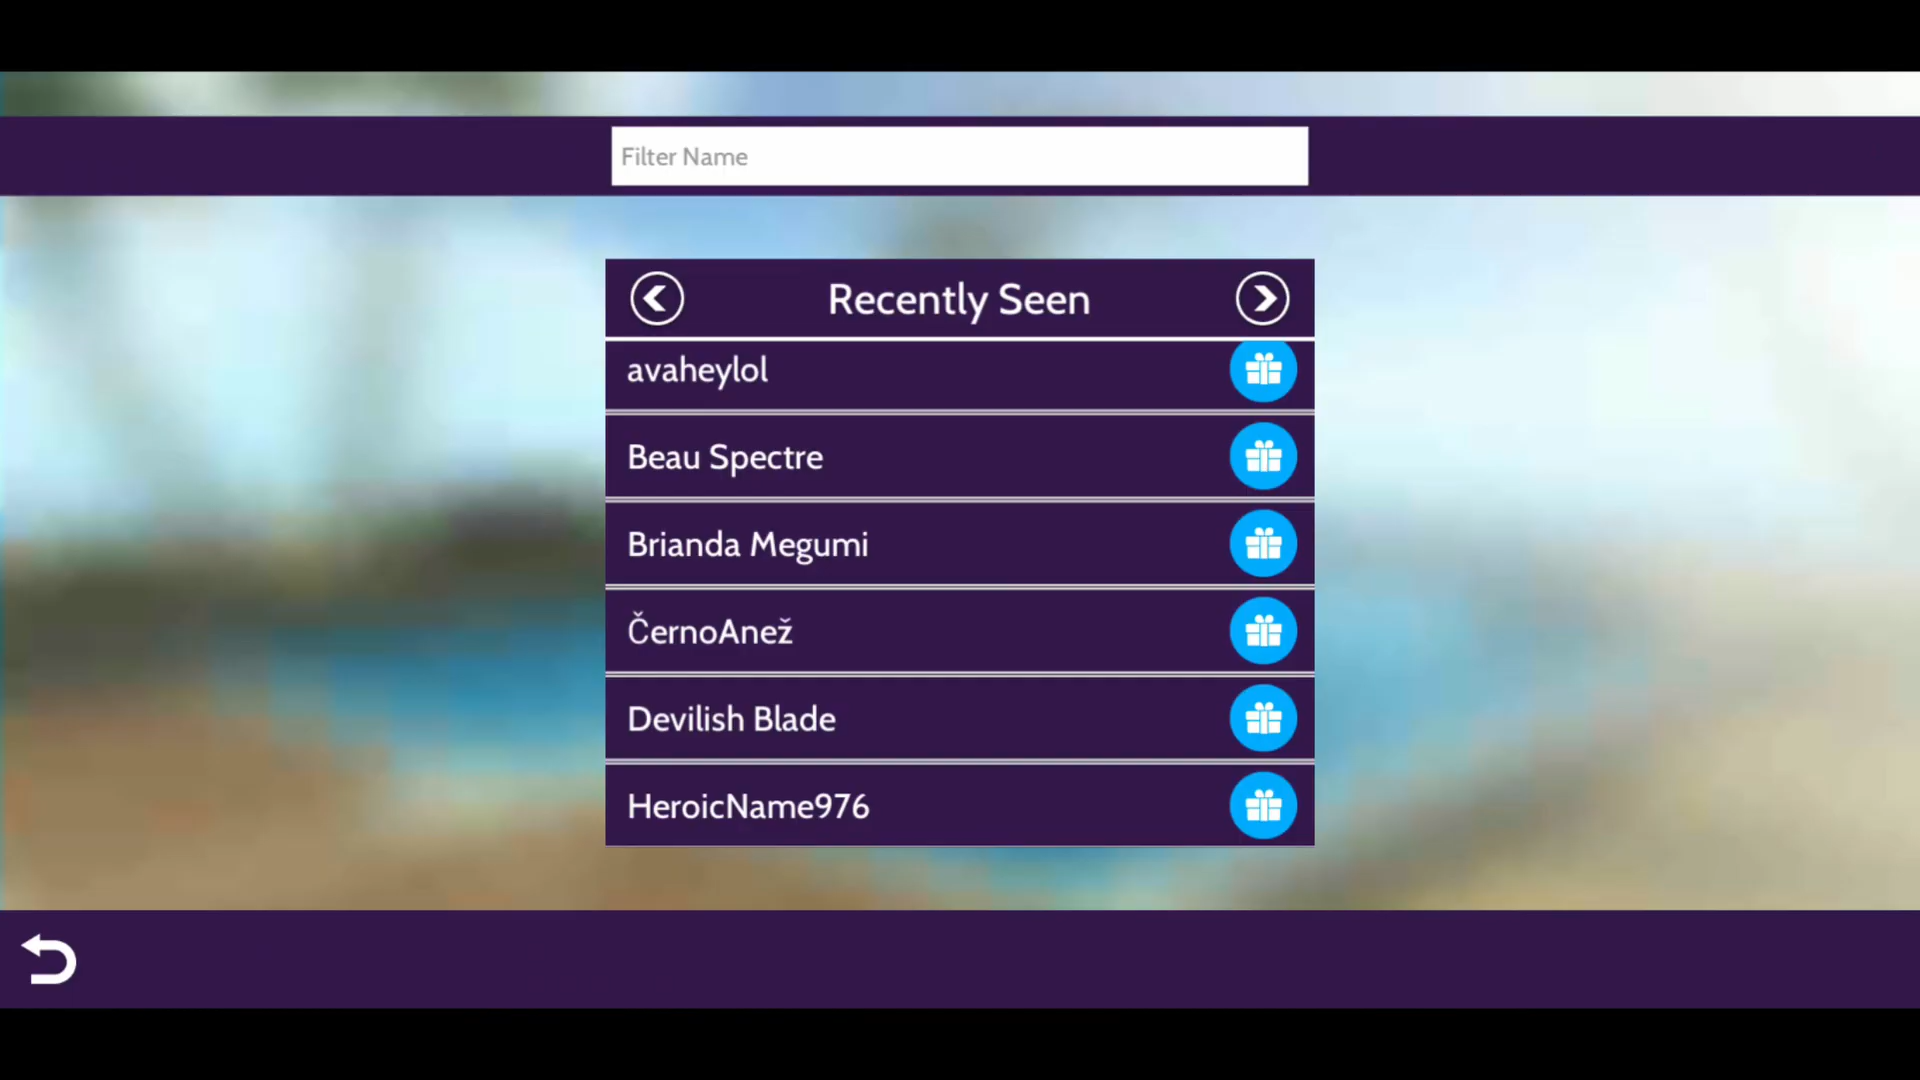 Filter Name
Recently Seen
avaheylol
Beau Spectre
Brianda Megumi
ČernoAnež
Devilish Blade
HeroicName976